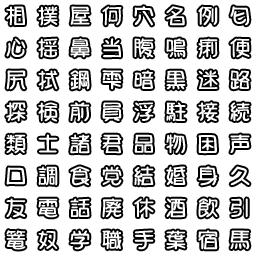 相撲屋何穴名例匂
心揺鼻当腹鳴痢便
尻拭鋼雫暗黒迷路
探検前員浮駐接続
類士諸君品物困声
口調食党結婚身久
友電話廃休酒飲引
篭奴学職手葉宿馬